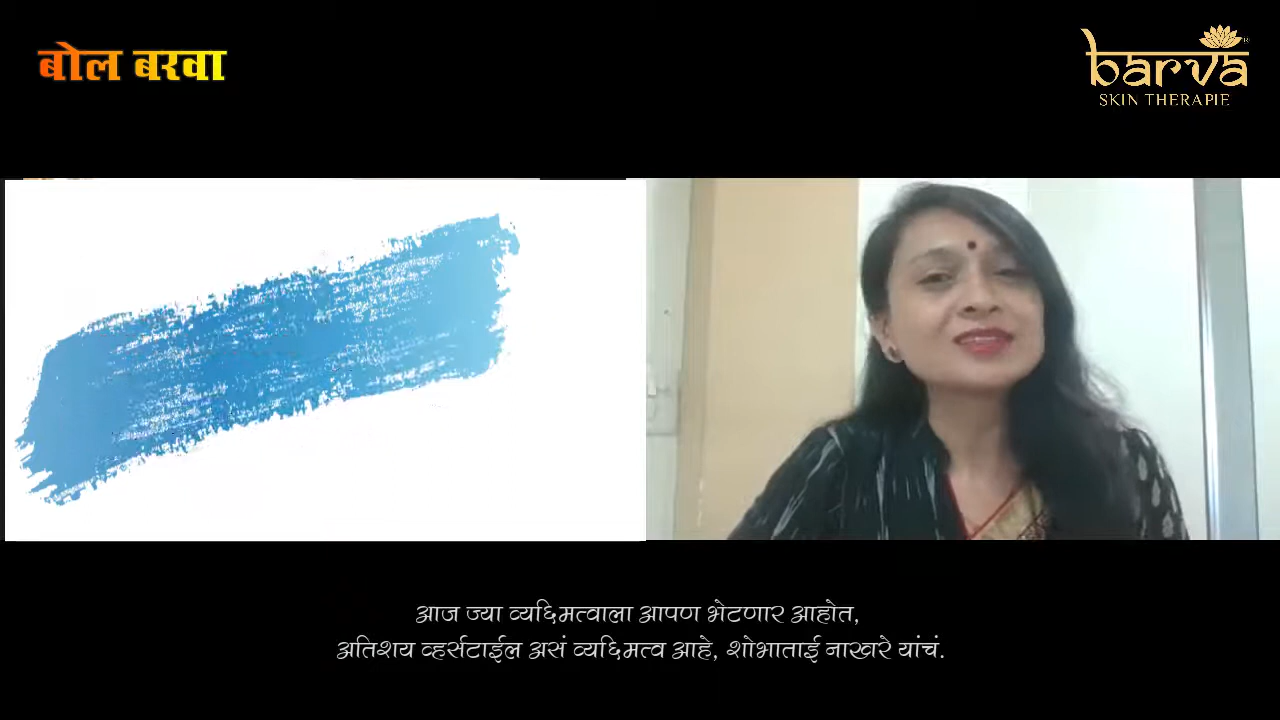 बोल बरवा
barva
SKIN THERAPIE
आज ज्या व्यक्तिमत्वाला आपण भेटणार आहोत,
अतिशय व्हर्सटाईल असं व्यक्तिमत्व आहे, शोभाताई नाखरे यांचं.